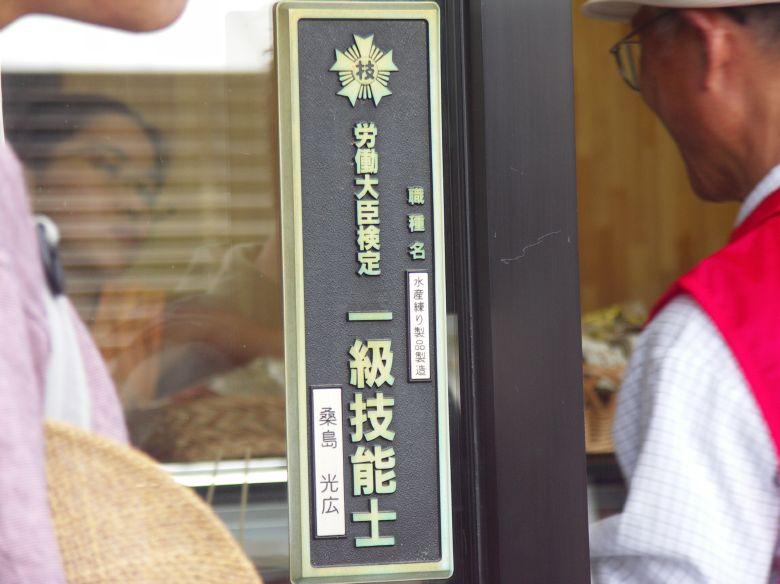 技
職種名
水産練り製品製造
労働大臣検定
一級技能士
桑島 光広